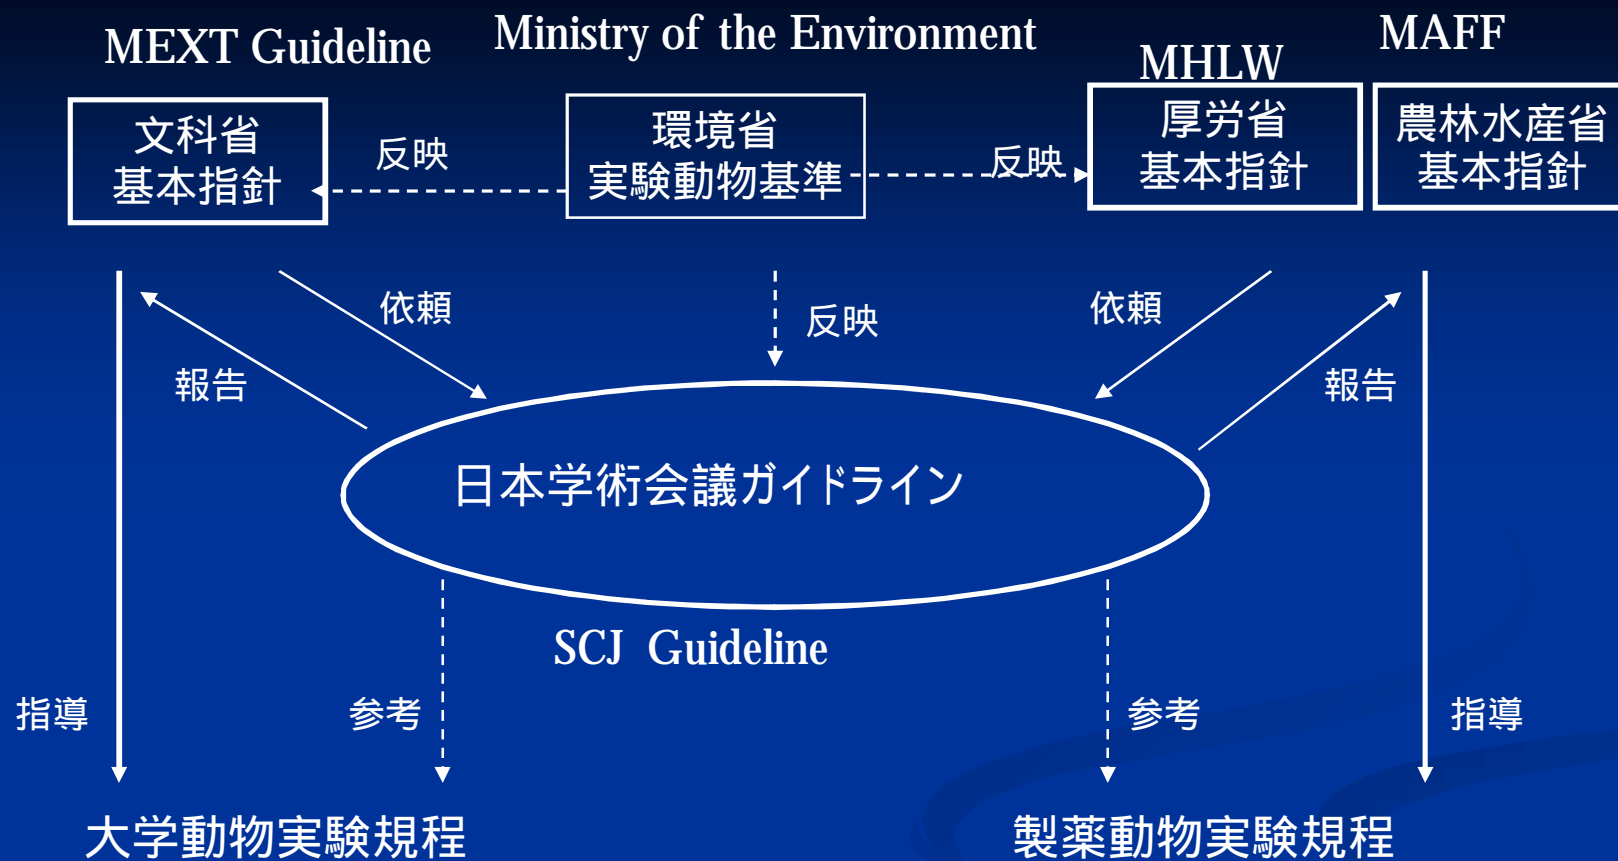 MEXT Guideline
Ministry of the Environment
MHLW
MAFF
文科省
基本指針
反映
環境省
実験動物基準
反映
厚労省
基本指針
農林水産省
基本指針
依頼
反映
依頼
報告
報告
日本学術会議ガイドライン
SCJ Guideline
指導
参考
参考
指導
大学動物実験規程
製薬動物実験規程